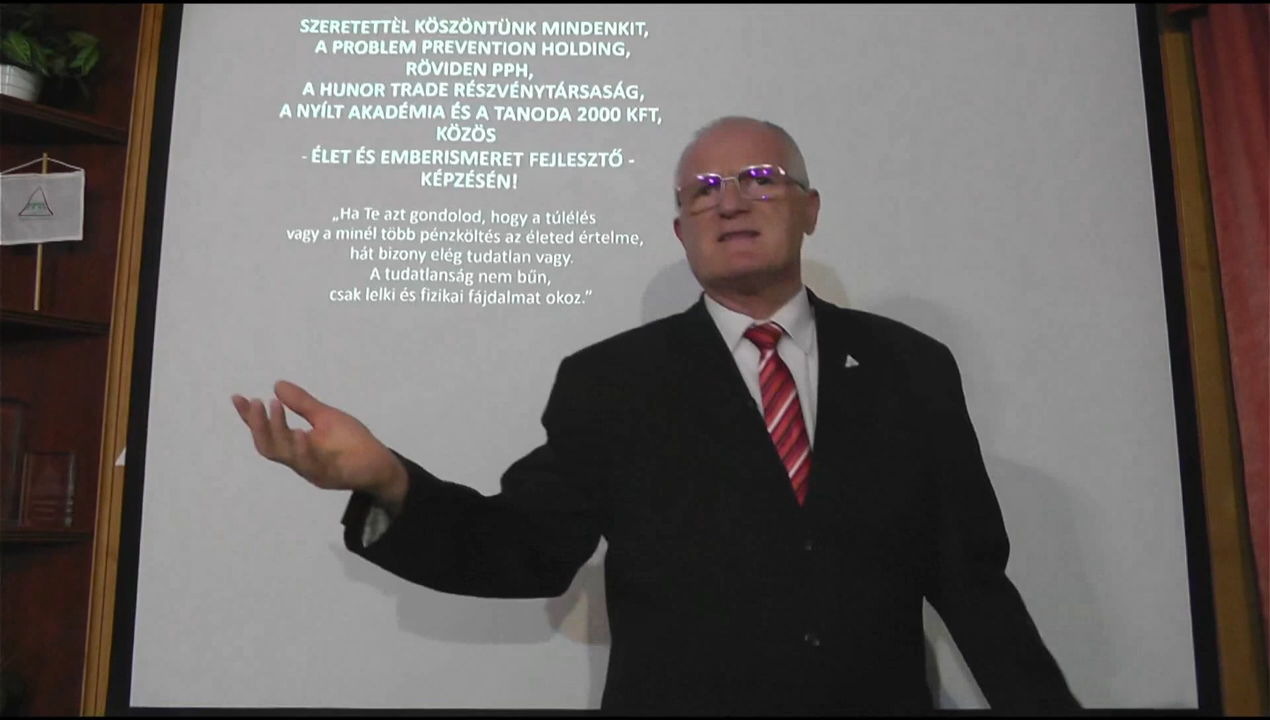 SZERETETTÈL KÖSZÖNTÜNK MINDENKIT,
A PROBLEM PREVENTION HOLDING,
RÖVIDEN PPH,
A HUNOR TRADE RÉSZVÉNYTÁRSASÁG,
A NYÍLT AKADÉMIA ÉS A TANODA 2000 KFT,
KÖZÖS
- ÉLET ÉS EMBERISMERET FEJLESZTŐ -
KÉPZÉSÉN!
„Ha Te azt gondolod, hogy a túlélés
vagy a minél több pénzköltés az életed értelme,
hát bizony elég tudatlan vagy.
A tudatlanság nem bűn,
csak lelki és fizikai fájdalmat okoz.”